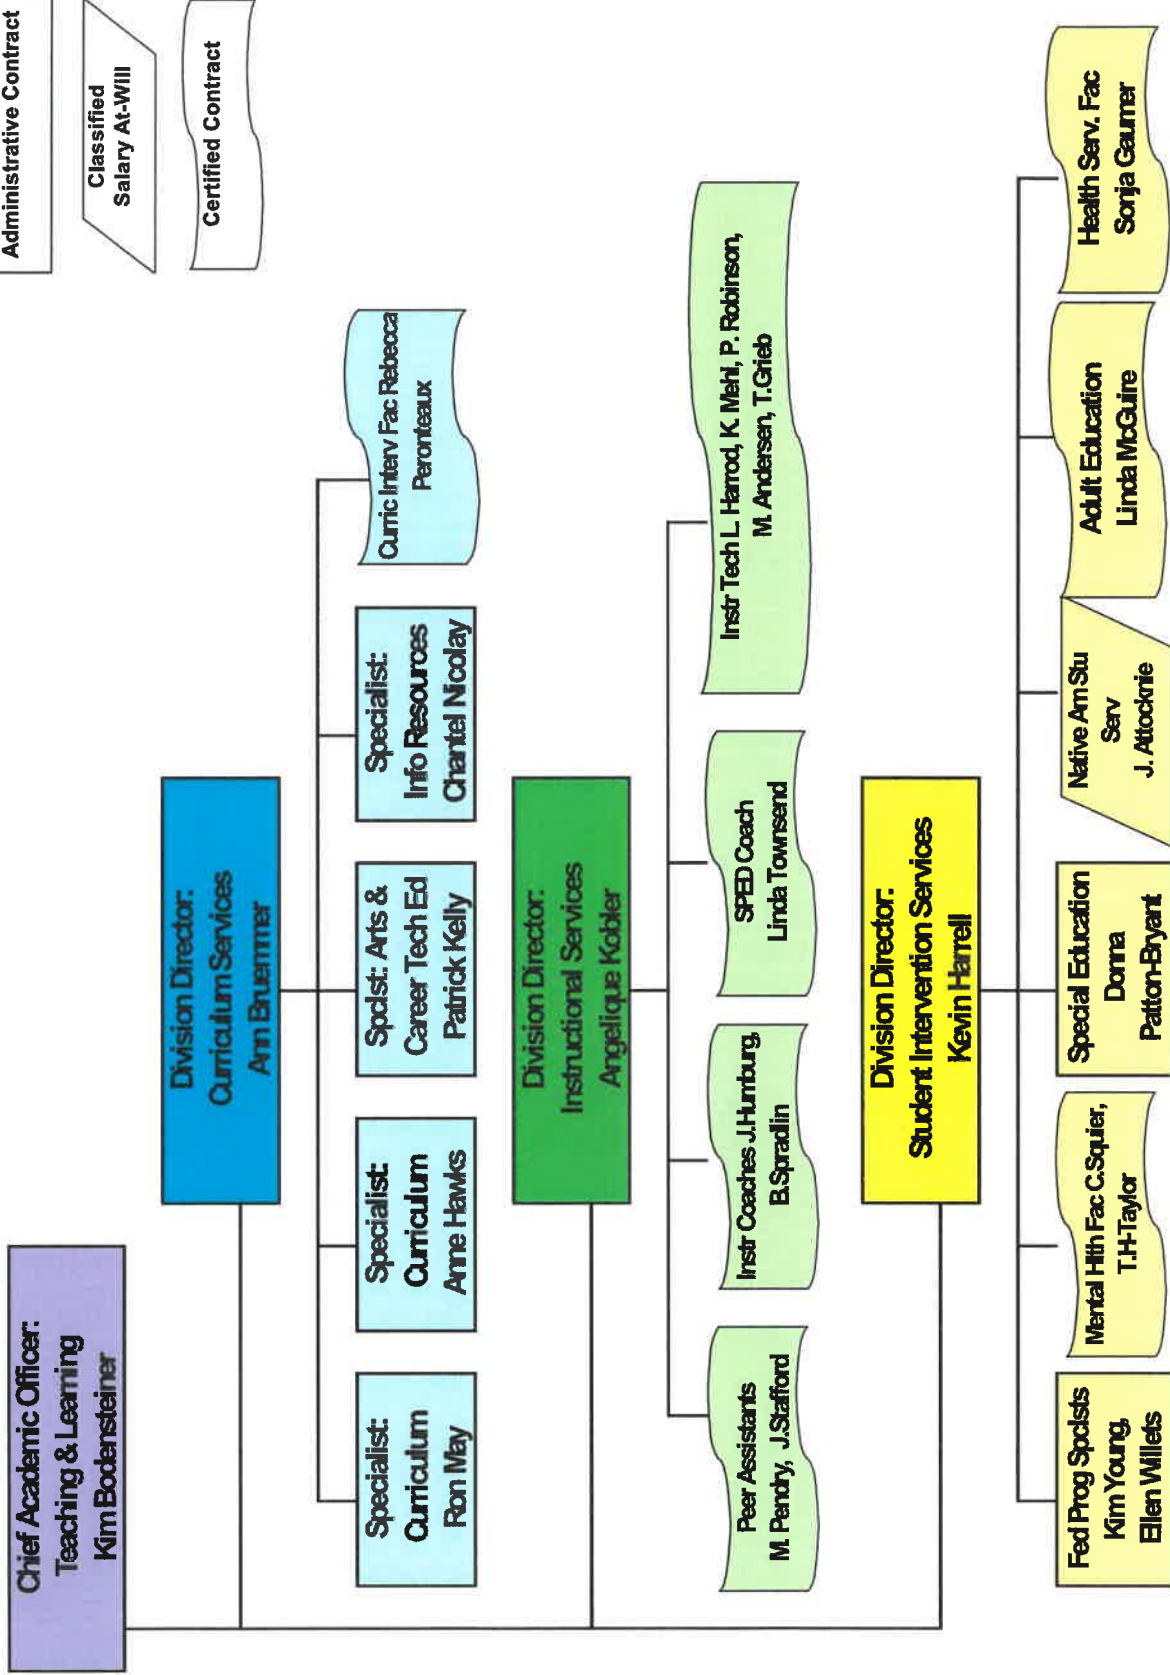 Administrative Contract
Classified
Salary At-Will
Certified Contract
Chief Academic Officer:
Teaching & Learning
Kim Bodensteiner
Division Director:
Curriculum Services
Ann Bruemmer
Specialist:
Curriculum
Ron May
Specialist:
Curriculum
Anne Hawks
Spclst: Arts &
Career Tech Ed
Patrick Kelly
Specialist:
Info Resources
Chantel Nicolay
Curric Interv Fac Rebecca
Peronteaux
Division Director:
Instructional Services
Angelique Kobler
Peer Assistants
M. Pendry, J.Stafford
Instr Coaches J.Humburg,
B.Spradlin
SPED Coach
Linda Townsend
Instr Tech L. Harrod, K. Mehl, P. Robinson,
M. Andersen, T.Grieb
Division Director:
Student Intervention Services
Kevin Harrell
Fed Prog Spclsts
Kim Young,
Ellen Willets
Mental Hlth Fac C.Squier,
T.H-Taylor
Special Education
Donna
Patton-Bryant
Native Am Stu
Serv
J. Attocknie
Adult Education
Linda McGuire
Health Serv. Fac
Sonja Gaumer